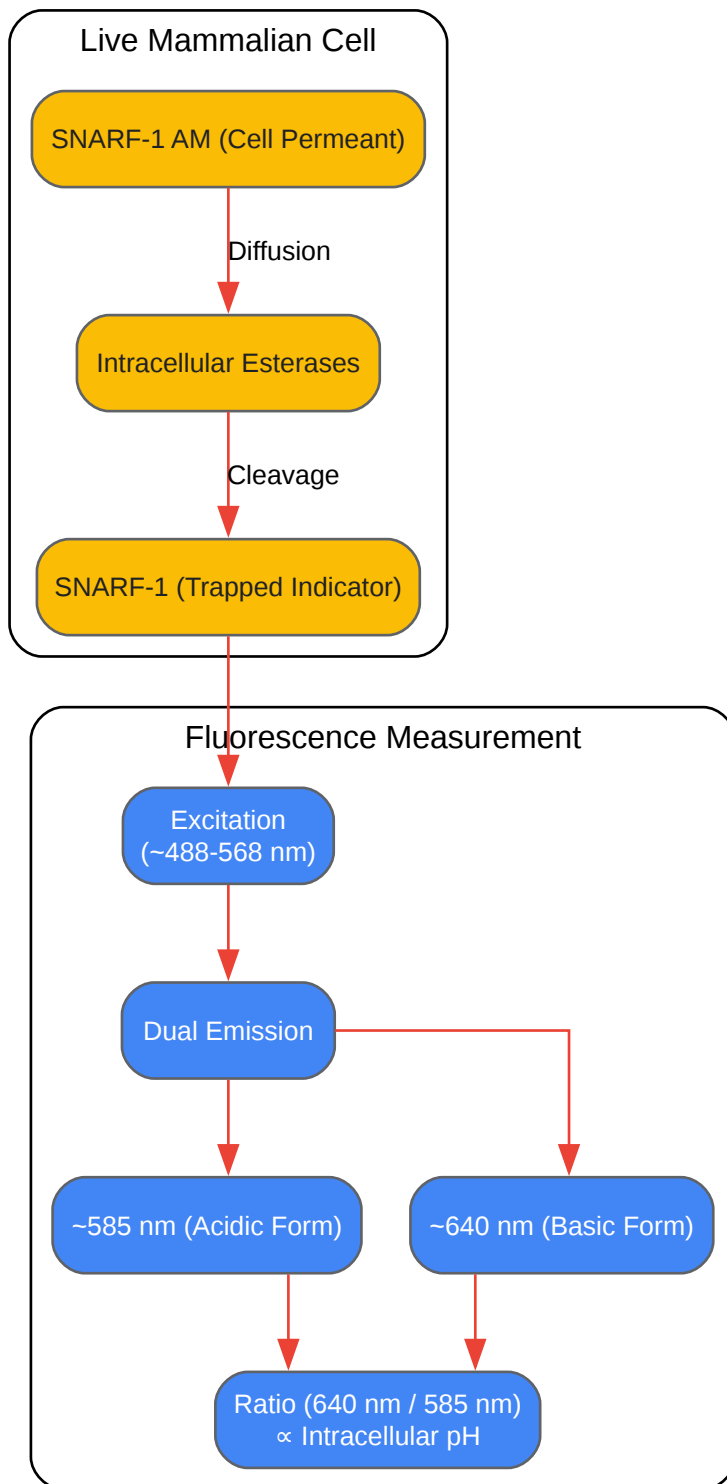 Live Mammalian Cell
SNARF-1 AM (Cell Permeant)
Diffusion
Intracellular Esterases
Cleavage
SNARF-1 (Trapped Indicator)
Fluorescence Measurement
Excitation
(~488-568 nm)
Dual Emission
~585 nm (Acidic Form)
~640 nm (Basic Form)
Ratio (640 nm / 585 nm)
∝ Intracellular pH